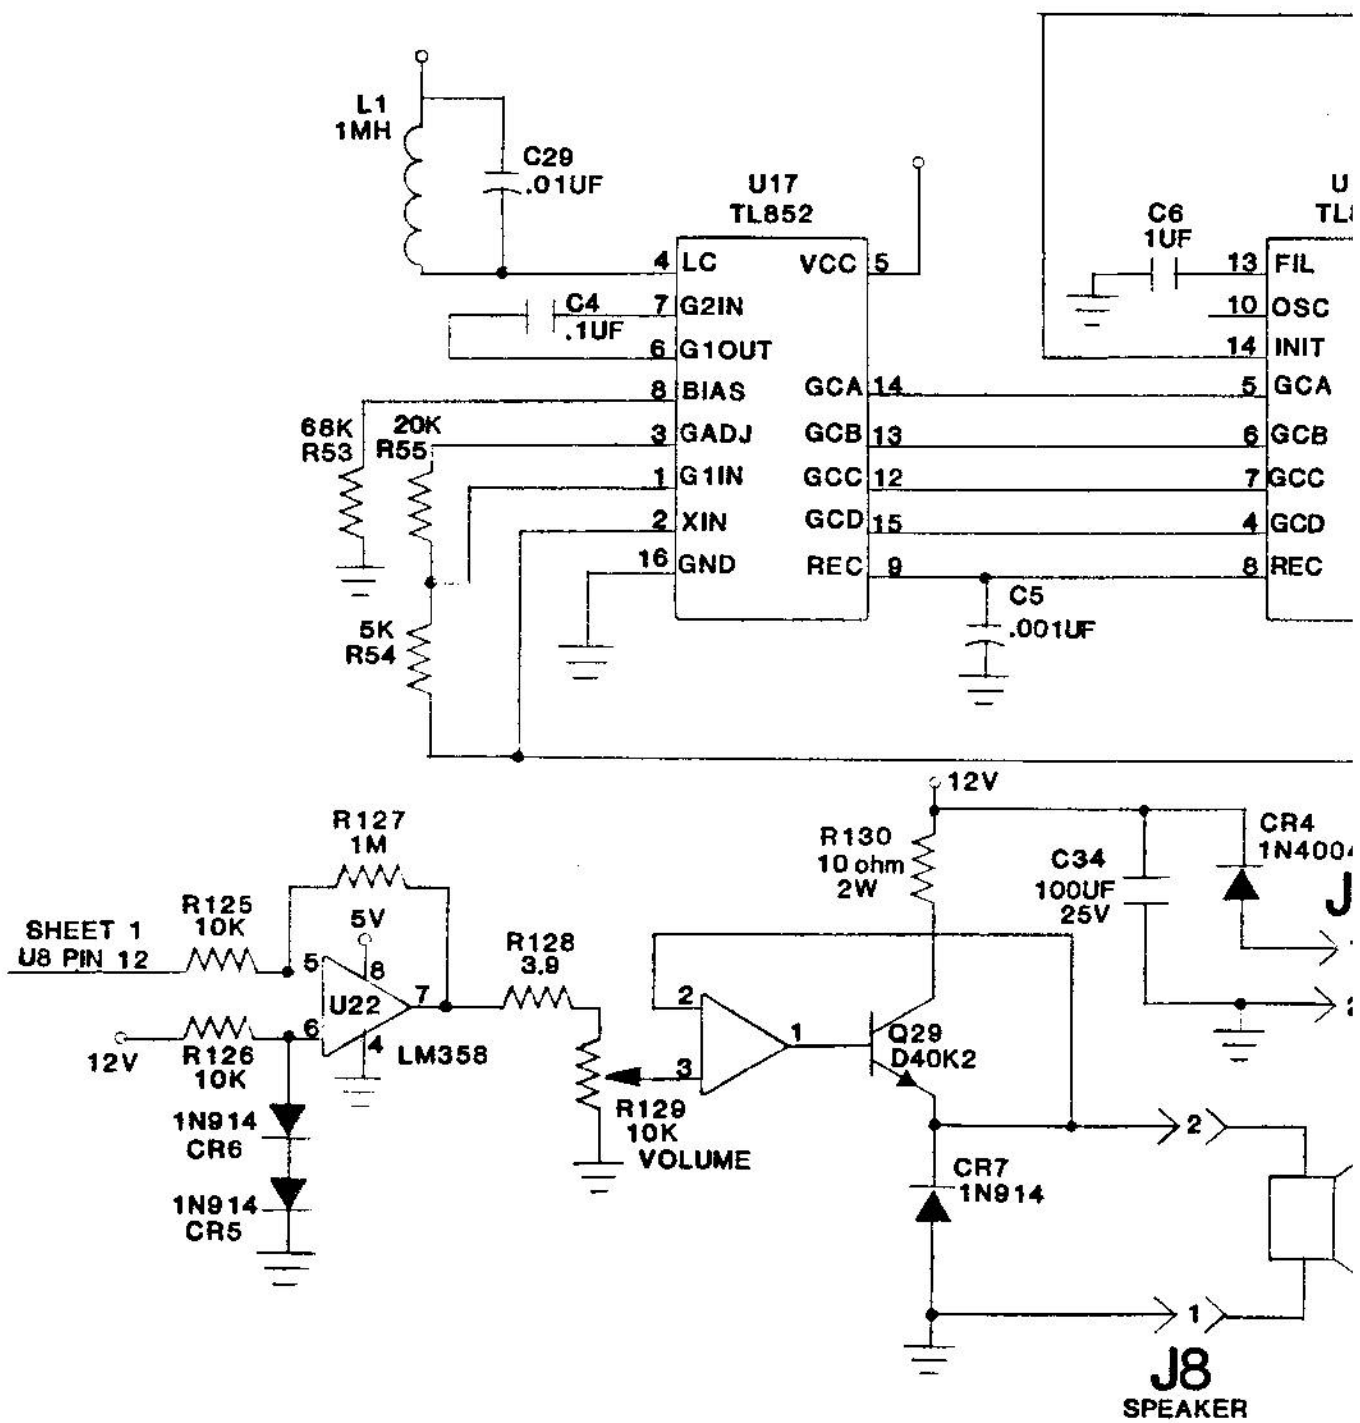 L1
1MH
C29
.01UF
U17
TL852
4 LC
7 G2IN
6 G1OUT
8 BIAS
3 GADJ
1 G1IN
2 XIN
16 GND
VCC 5
GCA 14
GCB 13
GCC 12
GCD 15
REC 9
C4
.1UF
68K
R53
20K
R55
5K
R54
C5
.001UF
C6
1UF
U
13 FIL
10 OSC
14 INIT
5 GCA
6 GCB
7 GCC
4 GCD
8 REC
SHEET 1
U8 PIN 12
R125
10K
R127
1M
5V
5
8
U22
7
6
4
LM358
12V
R126
10K
1N914
CR6
1N914
CR5
R128
3.9
R129
10K
VOLUME
2
3
1
12V
R130
10 ohm
2W
Q29
D40K2
C34
100UF
25V
CR4
1N4004
J
2
CR7
1N914
2
1
J8
SPEAKER